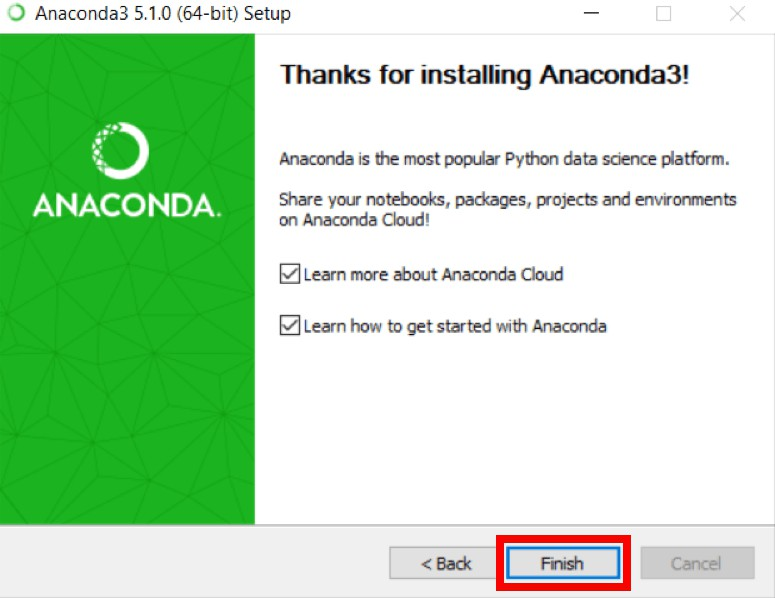 Anaconda3 5.1.0 (64-bit) Setup
ANACONDA.
Thanks for installing Anaconda3!
Anaconda is the most popular Python data science platform.
Share your notebooks, packages, projects and environments
on Anaconda Cloud!
Learn more about Anaconda Cloud
Learn how to get started with Anaconda
< Back
Finish
Cancel